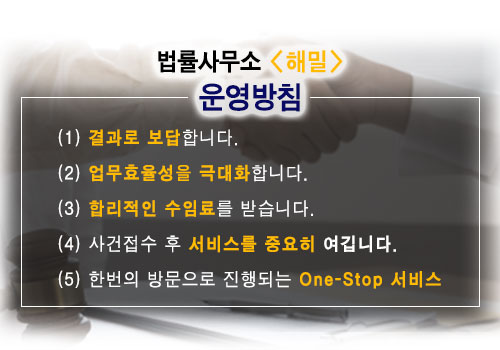 법률사무소 <해밀>
운영방침
(1) 결과로 보답합니다.
(2) 업무효율성을 극대화합니다.
(3) 합리적인 수임료를 받습니다.
(4) 사건접수 후 서비스를 중요히 여깁니다.
(5) 한번의 방문으로 진행되는 One-Stop 서비스